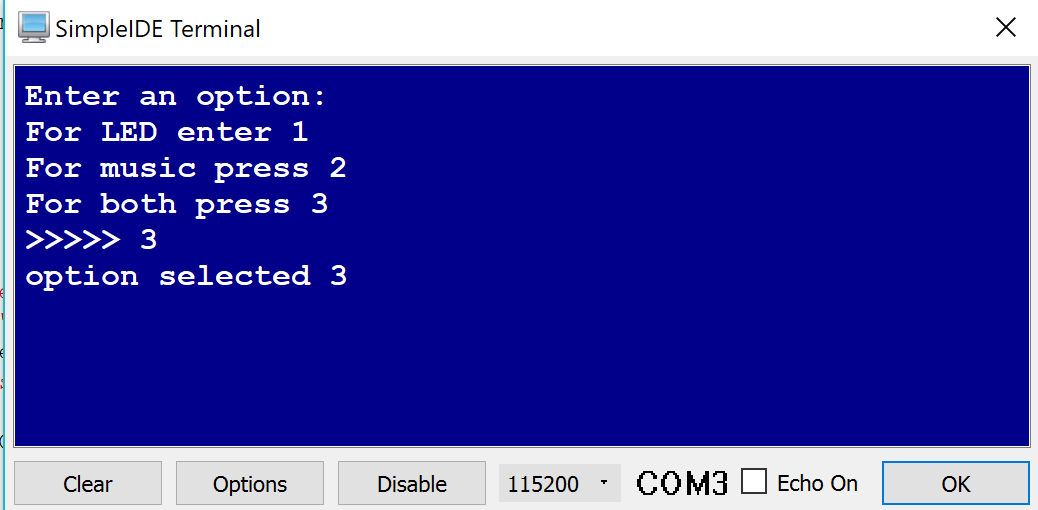 SimpleIDE Terminal
Enter an option:
For LED enter 1
For music press 2
For both press 3
>>>>> 3
option selected 3
Clear Options Disable 115200 COM3 Echo On OK